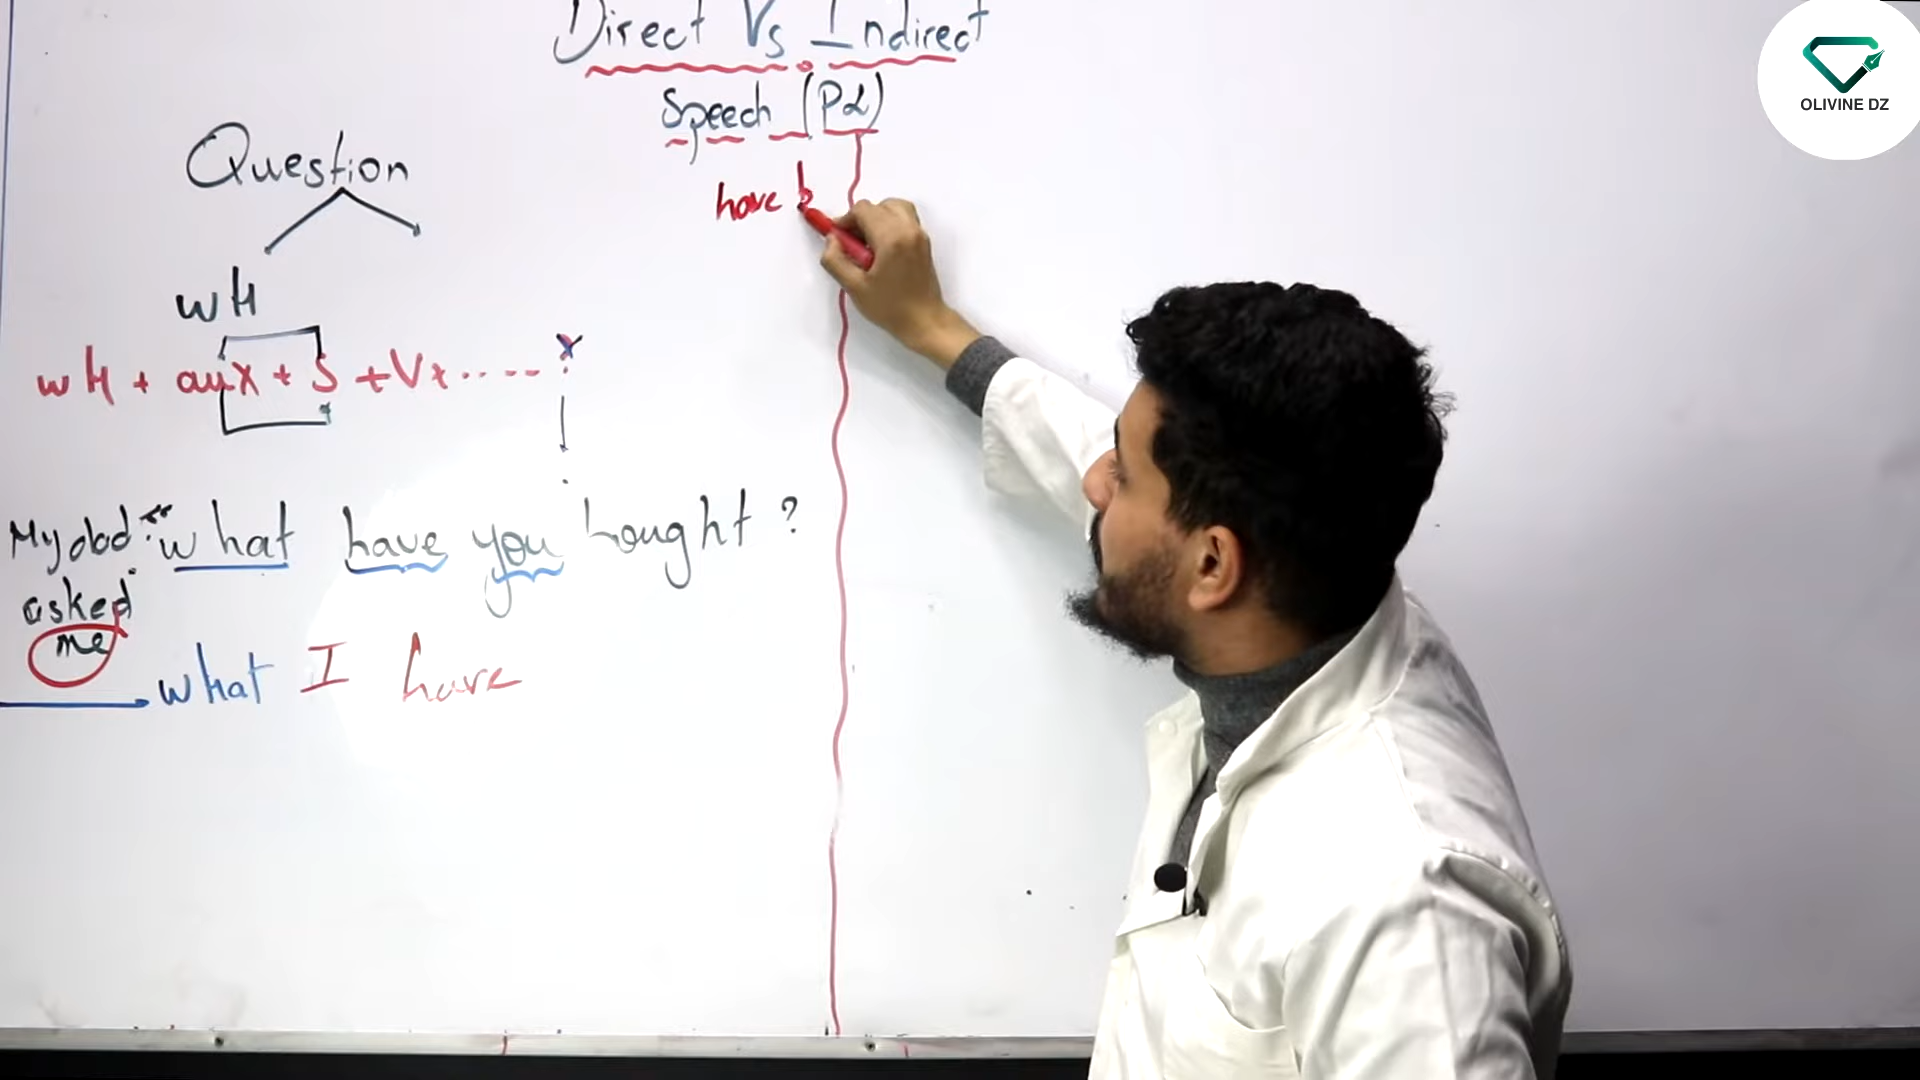 Direct Vs Indirect
Speech (P2)
OLIVINE DZ
Question
have b
WH
WH + aux + S + V+ ..... ?
My dad : " what have you bought ?
asked
me
what I have